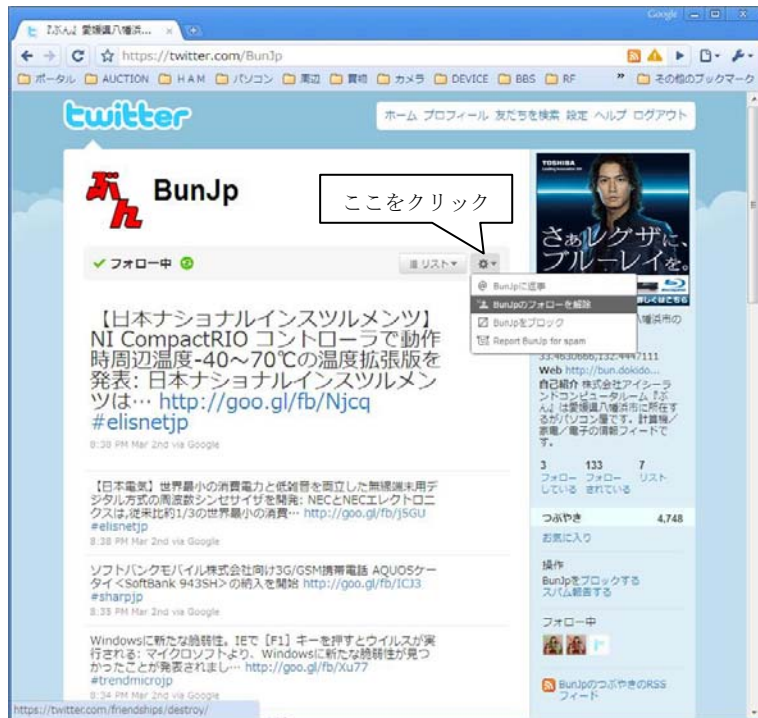 Google
『ぶん』愛媛県八幡浜...
https://twitter.com/BunJp
ポータル AUCTION HAM パソコン 周辺 買物 カメラ DEVICE BBS RF » その他のブックマーク
twitter
ホーム プロフィール 友だちを検索 設定 ヘルプ ログアウト
ぶん BunJp
ここをクリック
TOSHIBA
Leading Innovation
さぁレグザに、
ブルーレイを。
詳しくはこちら
フォロー中
リスト
@ BunJpに返事
BunJpのフォローを解除
BunJpをブロック
Report BunJp for spam
【日本ナショナルインスツルメンツ】
NI CompactRIO コントローラで動作
時周辺温度-40～70℃の温度拡張版を
発表: 日本ナショナルインスツルメン
ツは… http://goo.gl/fb/Njcq
#elisnetjp
8:38 PM Mar 2nd via Google
【日本電気】世界最小の消費電力と低雑音を両立した無線端末用デ
ジタル方式の周波数シンセサイザを開発: NECとNECエレクトロニ
クスは,従来比約1/3の世界最小の消費… http://goo.gl/fb/j5GU
#elisnetjp
8:38 PM Mar 2nd via Google
ソフトバンクモバイル株式会社向け3G/GSM携帯電話 AQUOSケー
タイ<SoftBank 943SH>の納入を開始 http://goo.gl/fb/ICJ3
#sharpjp
8:35 PM Mar 2nd via Google
Windowsに新たな脆弱性。IEで［F1］キーを押すとウイルスが実
行される: マイクロソフトより、Windowsに新たな脆弱性が見つ
かったことが発表されまし… http://goo.gl/fb/Xu77
#trendmicrojp
8:34 PM Mar 2nd via Google
八幡浜市の
33.4630666,132.4447111
Web http://bun.dokido...
自己紹介 株式会社アイシーラ
ンドコンピュータルーム『ぶ
ん』は愛媛県八幡浜市に所在す
るがパソコン屋です。計算機／
家電／電子の情報フィードで
す。
3 133 7
フォロー フォロー リスト
している されている
つぶやき 4,748
お気に入り
操作
BunJpをブロックする
スパム報告する
フォロー中
BunJpのつぶやきのRSS
フィード
https://twitter.com/friendships/destroy/